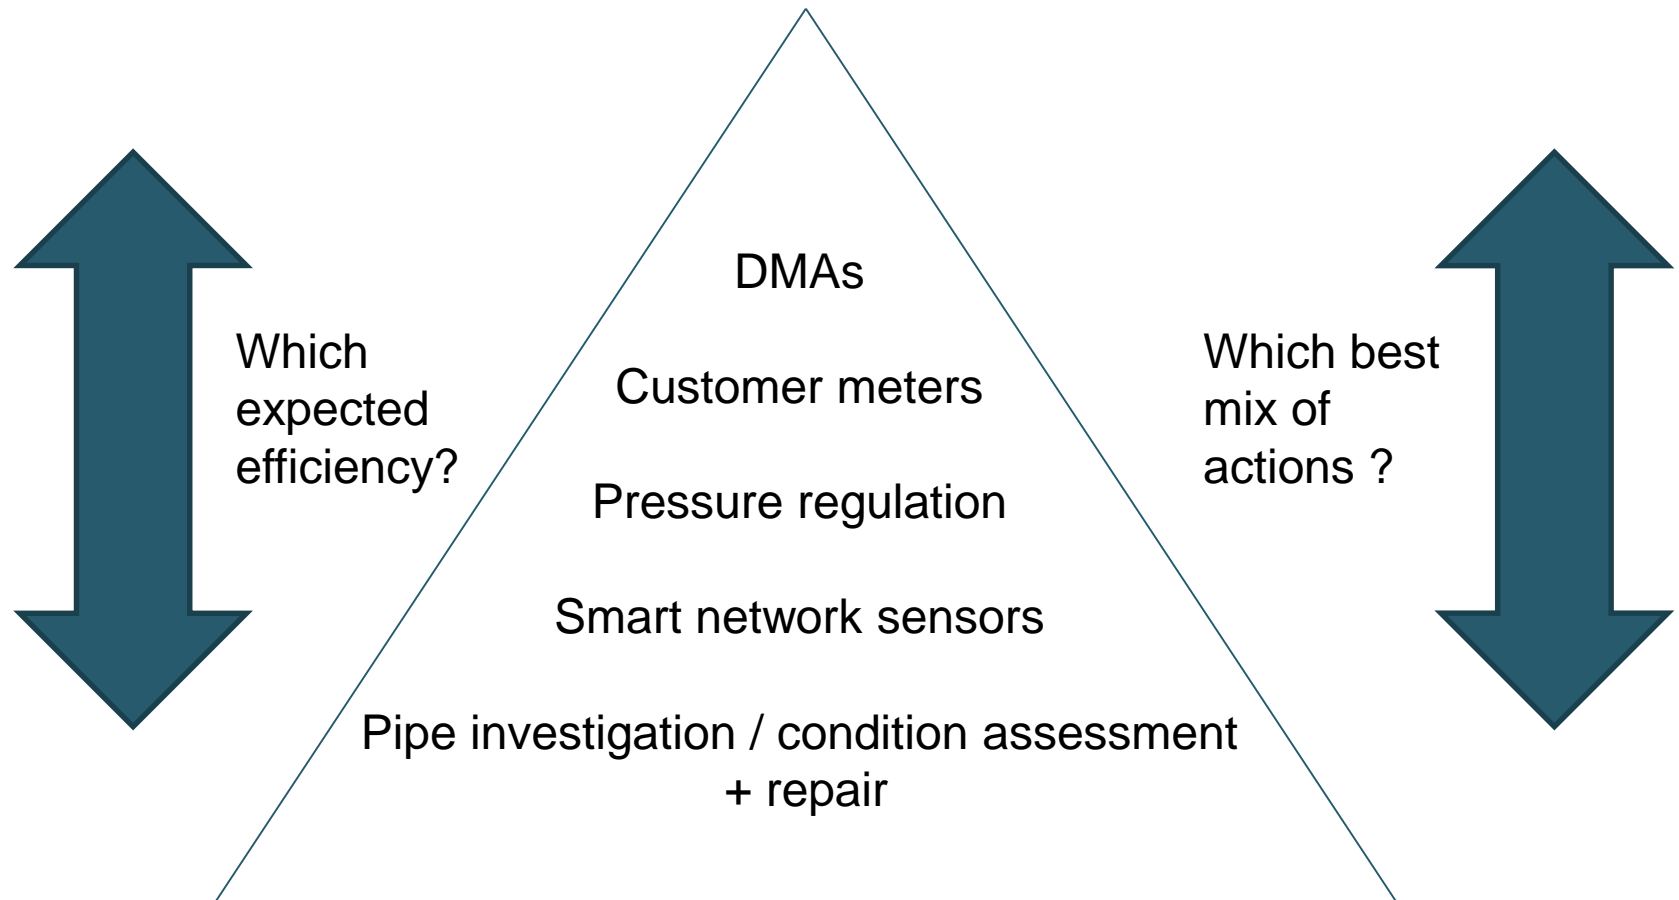 DMAs
Which
expected
efficiency?
Customer meters
Pressure regulation
Smart network sensors
Pipe investigation / condition assessment
+ repair
Which best
mix of
actions ?